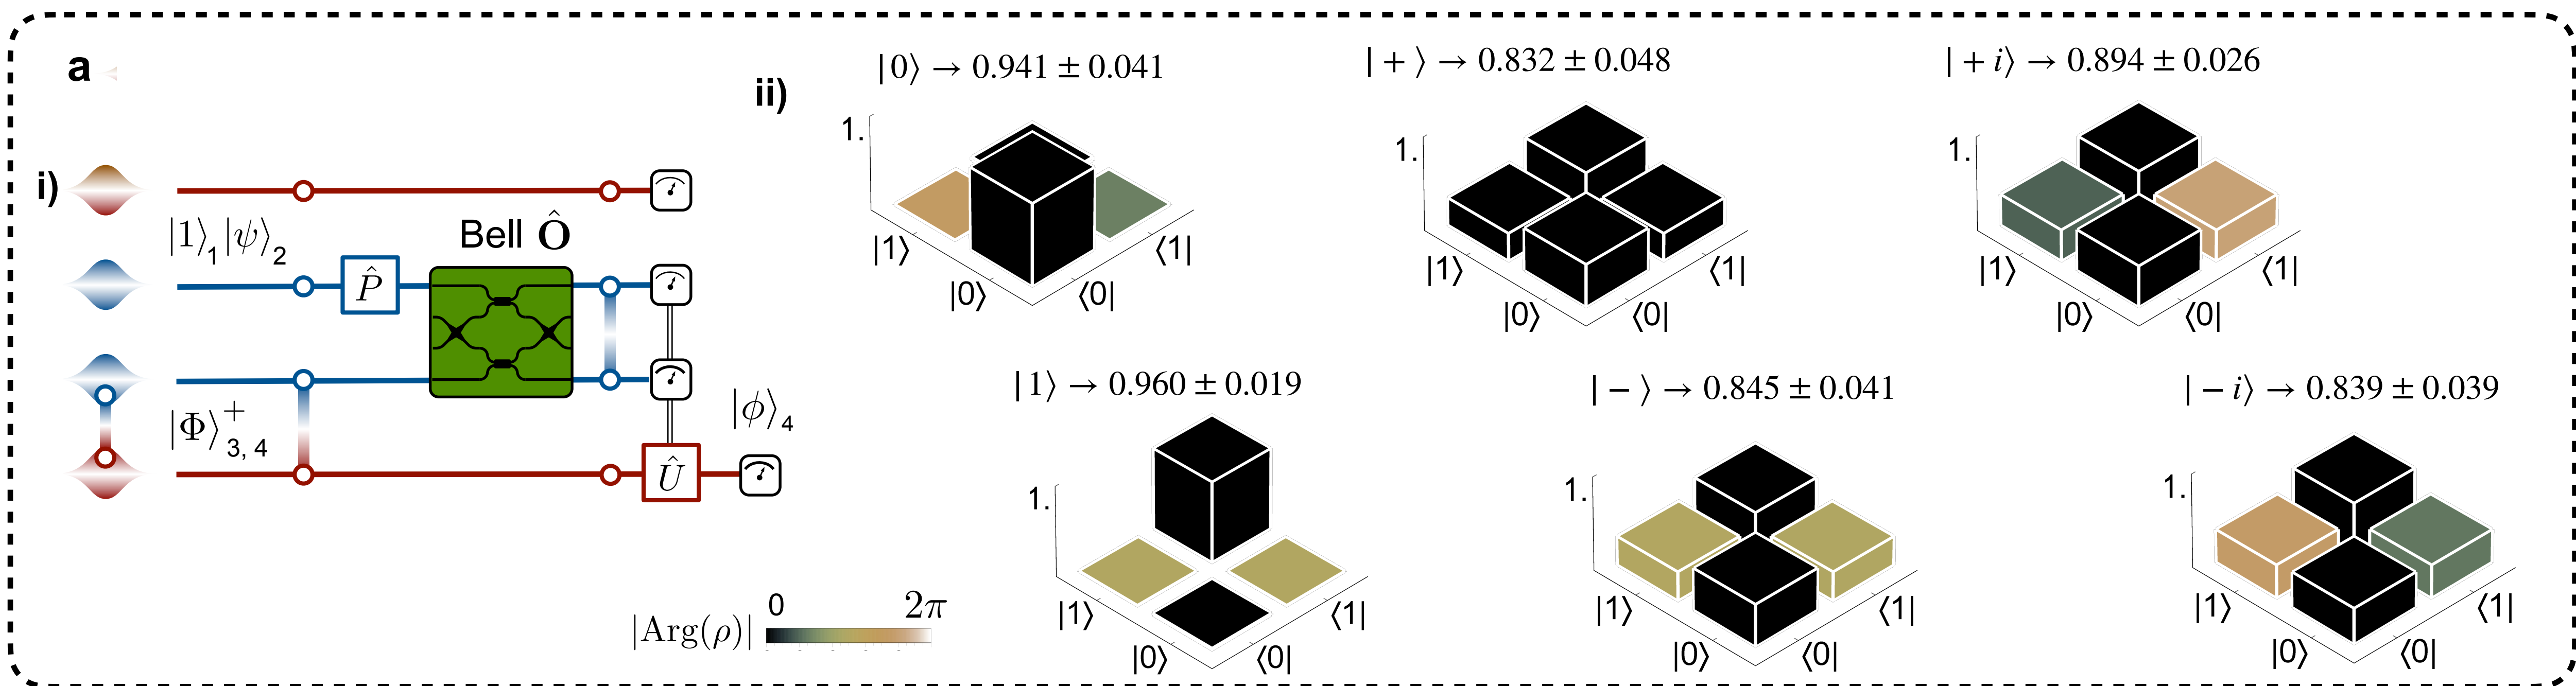 a
i)
|1⟩₁|ψ⟩₂
P̂
Bell Ô
|Φ⟩⁺₃,₄
Û
|ϕ⟩₄
|Arg(ρ)|
0
2π
ii)
|0⟩ → 0.941 ± 0.041
1.
|1⟩
|0⟩
⟨0|
⟨1|
|+⟩ → 0.832 ± 0.048
1.
|1⟩
|0⟩
⟨0|
⟨1|
|+i⟩ → 0.894 ± 0.026
1.
|1⟩
|0⟩
⟨0|
⟨1|
|1⟩ → 0.960 ± 0.019
1.
|1⟩
|0⟩
⟨0|
⟨1|
|−⟩ → 0.845 ± 0.041
1.
|1⟩
|0⟩
⟨0|
⟨1|
|−i⟩ → 0.839 ± 0.039
1.
|1⟩
|0⟩
⟨0|
⟨1|